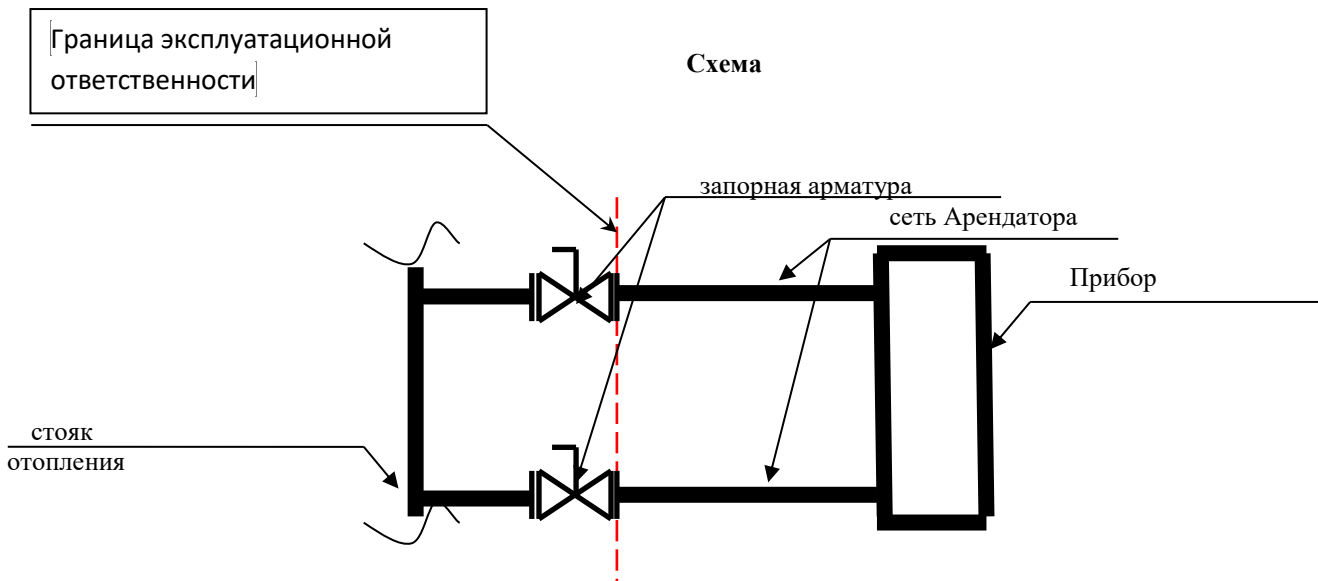 Граница эксплуатационной
ответственности
Схема
запорная арматура
сеть Арендатора
Прибор
стояк
отопления